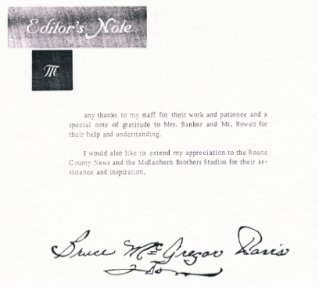 Editor's Note
M
any thanks to my staff for their work and patience and a
special note of gratitude to Mrs. Banker and Mr. Bowen for
their help and understanding.
I would also like to extend my appreciation to the Roane
County News and the McEachern Brothers Studios for their as-
sistance and inspiration.
Bruce McGregor Davis